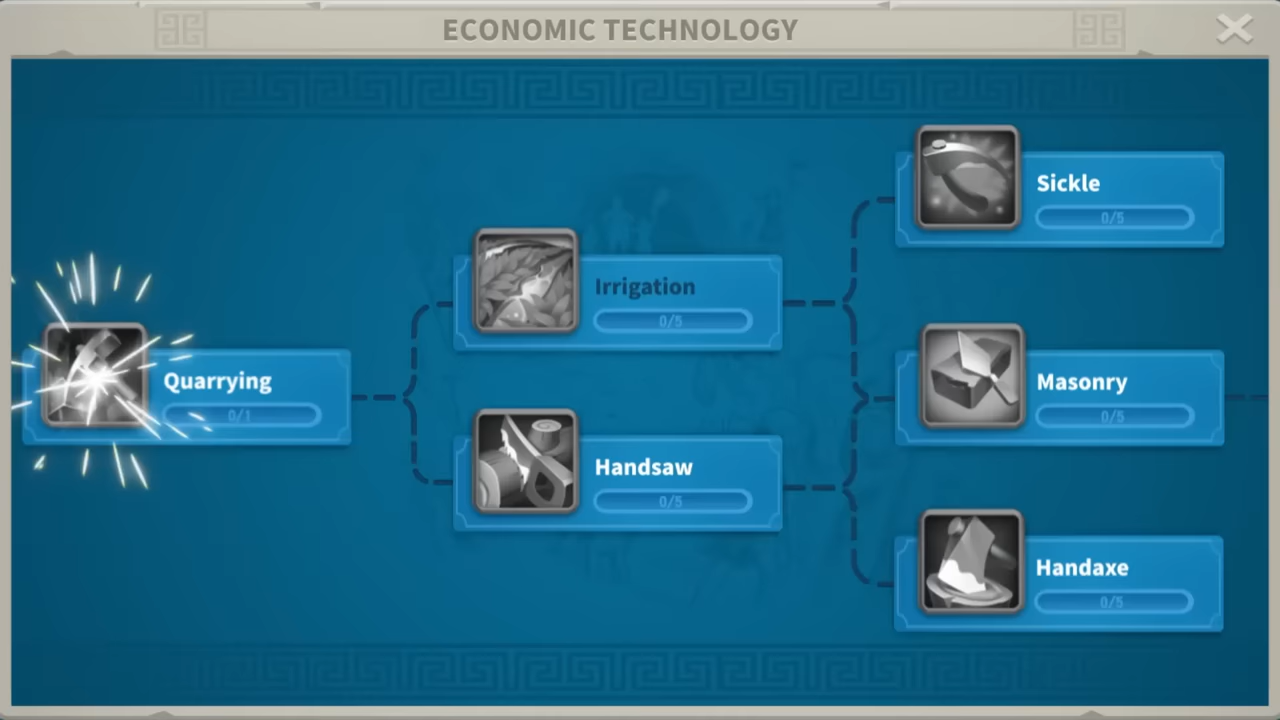 ECONOMIC TECHNOLOGY
Quarrying
0/1
Irrigation
0/5
Handsaw
0/5
Sickle
0/5
Masonry
0/5
Handaxe
0/5